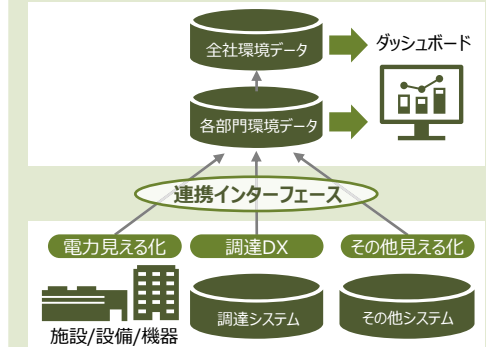 全社環境データ
ダッシュボード
各部門環境データ
連携インターフェース
電力見える化
調達DX
その他見える化
調達システム
その他システム
施設/設備/機器